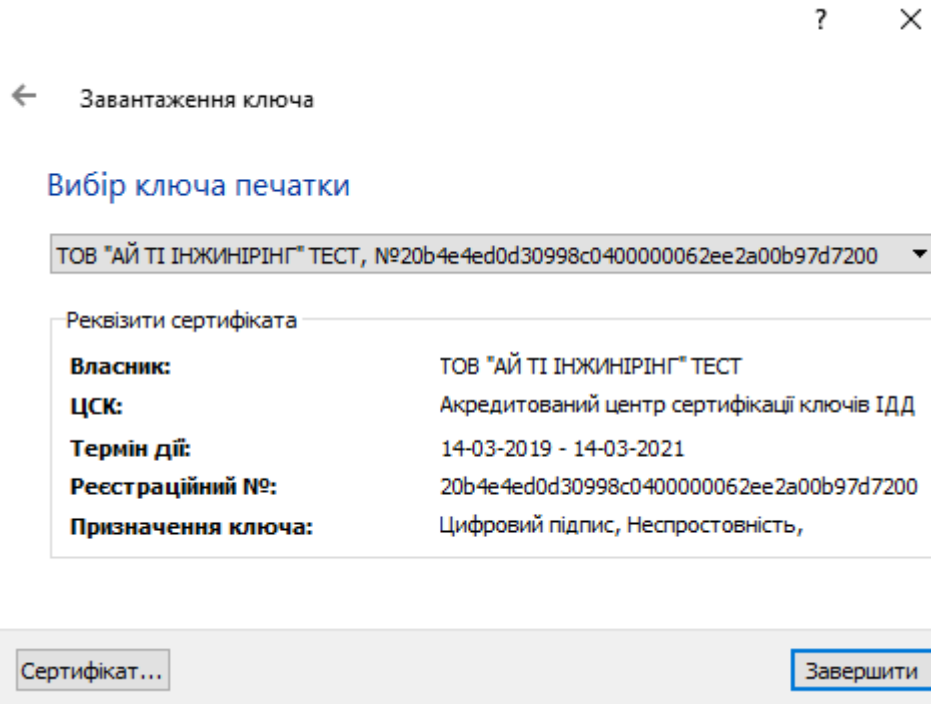 ?
Завантаження ключа
Вибір ключа печатки
ТОВ "АЙ ТІ ІНЖИНІРІНГ" ТЕСТ, №20b4e4ed0d30998c0400000062ee2a00b97d7200
Реквізити сертифіката
Власник: ТОВ "АЙ ТІ ІНЖИНІРІНГ" ТЕСТ
ЦСК: Акредитований центр сертифікації ключів ІДД
Термін дії: 14-03-2019 - 14-03-2021
Реєстраційний №: 20b4e4ed0d30998c0400000062ee2a00b97d7200
Призначення ключа: Цифровий підпис, Неспростовність,
Сертифікат... Завершити